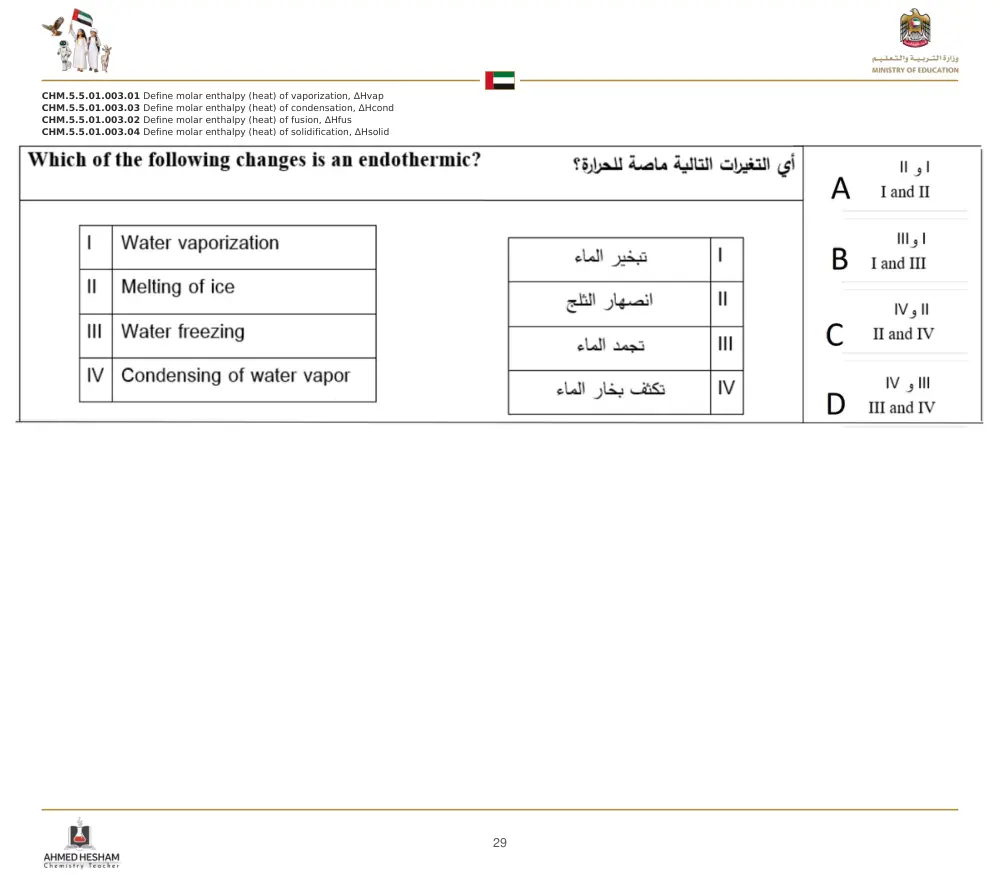 وزارة التـربيـة والتـعليـم
MINISTRY OF EDUCATION
CHM.5.5.01.003.01 Define molar enthalpy (heat) of vaporization, ΔHvap
CHM.5.5.01.003.03 Define molar enthalpy (heat) of condensation, ΔHcond
CHM.5.5.01.003.02 Define molar enthalpy (heat) of fusion, ΔHfus
CHM.5.5.01.003.04 Define molar enthalpy (heat) of solidification, ΔHsolid
Which of the following changes is an endothermic?
أي التغيرات التالية ماصة للحرارة؟
I Water vaporization
II Melting of ice
III Water freezing
IV Condensing of water vapor
I تبخير الماء
II انصهار الثلج
III تجمد الماء
IV تكثف بخار الماء
I و II
A I and II
I و III
B I and III
II و IV
C II and IV
III و IV
D III and IV
AHMED HESHAM
Chemistry Teacher
29